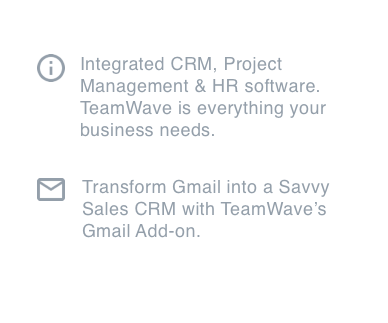 Integrated CRM, Project
Management & HR software.
TeamWave is everything your
business needs.
Transform Gmail into a Savvy
Sales CRM with TeamWave’s
Gmail Add-on.